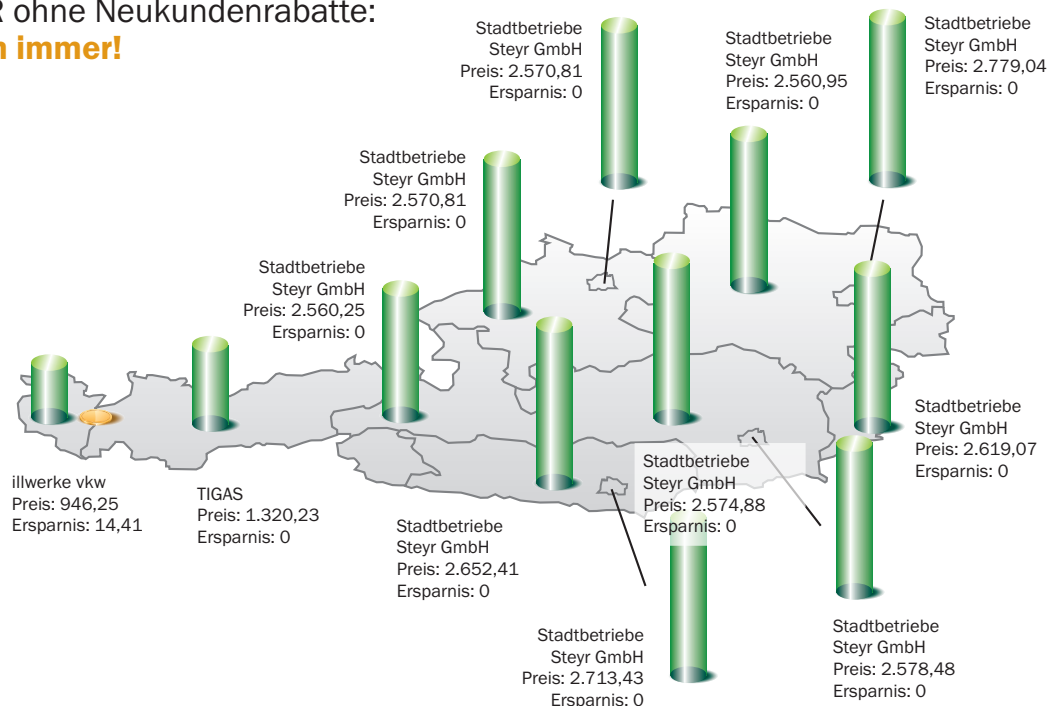 R ohne Neukundenrabatte:
n immer!
Stadtbetriebe
Steyr GmbH
Preis: 2.570,81
Ersparnis: 0
Stadtbetriebe
Steyr GmbH
Preis: 2.560,95
Ersparnis: 0
Stadtbetriebe
Steyr GmbH
Preis: 2.779,04
Ersparnis: 0
Stadtbetriebe
Steyr GmbH
Preis: 2.570,81
Ersparnis: 0
Stadtbetriebe
Steyr GmbH
Preis: 2.560,25
Ersparnis: 0
illwerke vkw
Preis: 946,25
Ersparnis: 14,41
TIGAS
Preis: 1.320,23
Ersparnis: 0
Stadtbetriebe
Steyr GmbH
Preis: 2.652,41
Ersparnis: 0
Stadtbetriebe
Steyr GmbH
Preis: 2.574,88
Ersparnis: 0
Stadtbetriebe
Steyr GmbH
Preis: 2.619,07
Ersparnis: 0
Stadtbetriebe
Steyr GmbH
Preis: 2.713,43
Ersparnis: 0
Stadtbetriebe
Steyr GmbH
Preis: 2.578,48
Ersparnis: 0